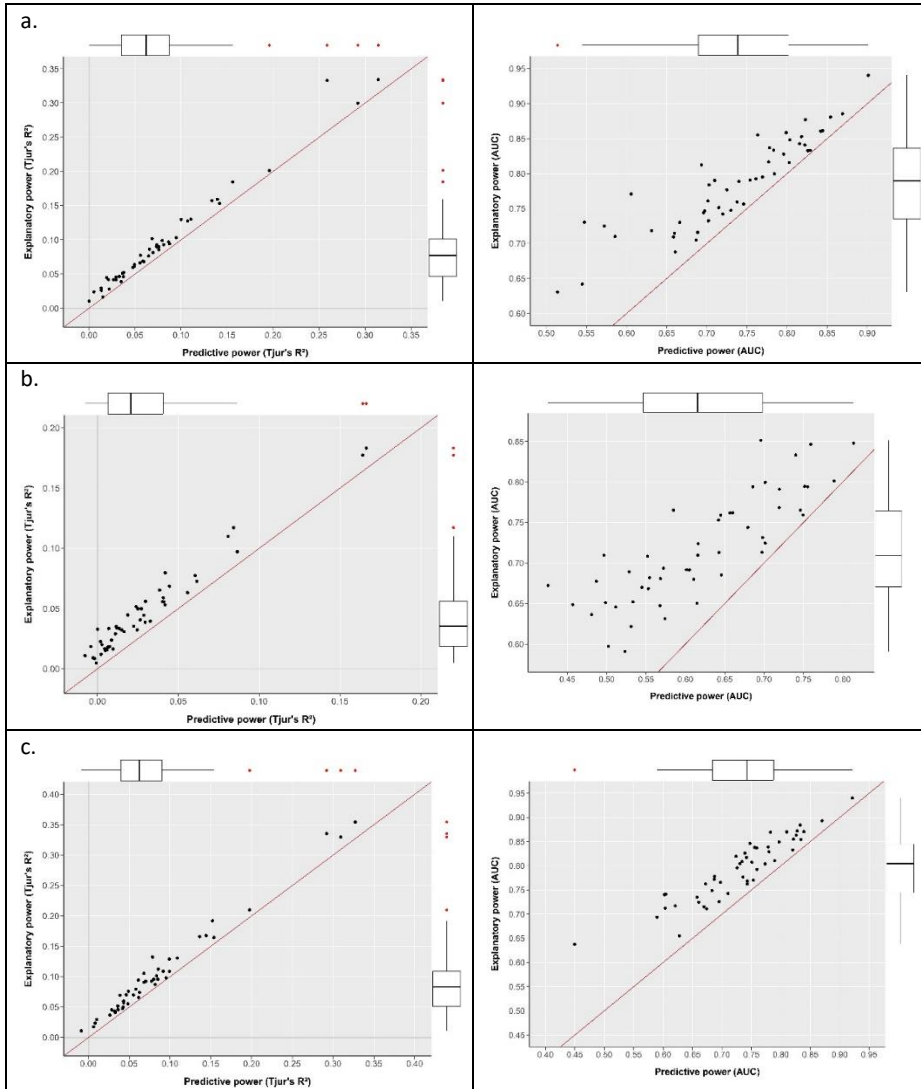 a.
0.35
0.30
0.25
0.20
0.15
0.10
0.05
0.00
Explanatory power (Tjur's R²)
0.00 0.05 0.10 0.15 0.20 0.25 0.30 0.35
Predictive power (Tjur's R²)
0.95
0.90
0.85
0.80
0.75
0.70
0.65
0.60
Explanatory power (AUC)
0.50 0.55 0.60 0.65 0.70 0.75 0.80 0.85 0.90
Predictive power (AUC)
b.
0.20
0.15
0.10
0.05
0.00
Explanatory power (Tjur's R²)
0.00 0.05 0.10 0.15 0.20
Predictive power (Tjur's R²)
0.85
0.80
0.75
0.70
0.65
0.60
Explanatory power (AUC)
0.45 0.50 0.55 0.60 0.65 0.70 0.75 0.80
Predictive power (AUC)
c.
0.40
0.35
0.30
0.25
0.20
0.15
0.10
0.05
0.00
Explanatory power (Tjur's R²)
0.00 0.05 0.10 0.15 0.20 0.25 0.30 0.35 0.40
Predictive power (Tjur's R²)
0.95
0.90
0.85
0.80
0.75
0.70
0.65
0.60
0.55
0.50
0.45
Explanatory power (AUC)
0.40 0.45 0.50 0.55 0.60 0.65 0.70 0.75 0.80 0.85 0.90 0.95
Predictive power (AUC)